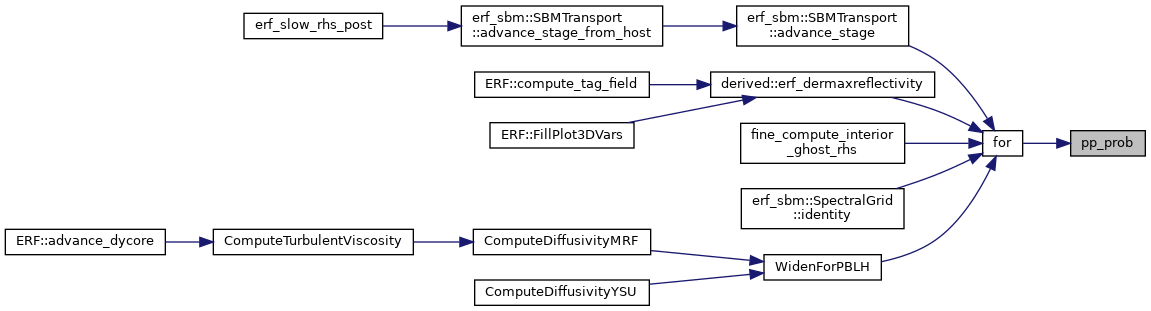 erf_slow_rhs_post
erf_sbm::SBMTransport
::advance_stage_from_host
erf_sbm::SBMTransport
::advance_stage
ERF::compute_tag_field
derived::erf_dermaxreflectivity
ERF::FillPlot3DVars
fine_compute_interior
_ghost_rhs
for
pp_prob
erf_sbm::SpectralGrid
::identity
ERF::advance_dycore
ComputeTurbulentViscosity
ComputeDiffusivityMRF
WidenForPBLH
ComputeDiffusivityYSU